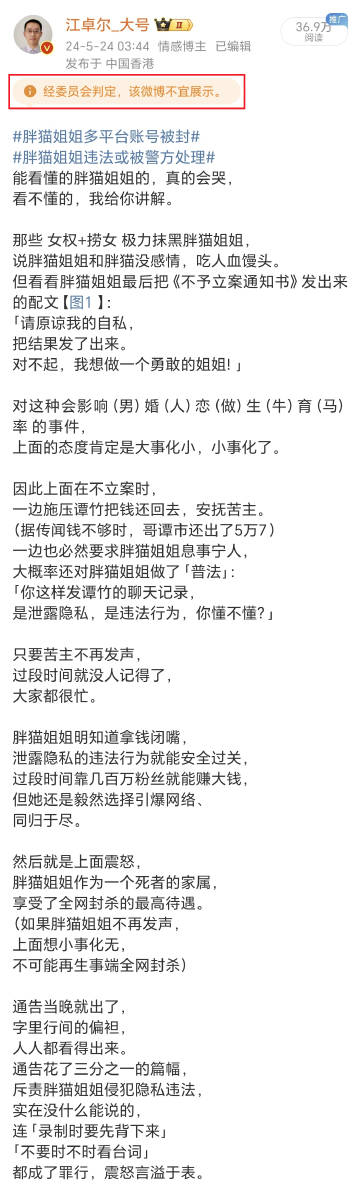 江卓尔_大号
推广
36.9万
阅读
24-5-24 03:44 情感博主 已编辑
发布于 中国香港
经委员会判定，该微博不宜展示。
#胖猫姐姐多平台账号被封#
#胖猫姐姐违法或被警方处理#
能看懂的胖猫姐姐的，真的会哭，
看不懂的，我给你讲解。
那些 女权+捞女 极力抹黑胖猫姐姐，
说胖猫姐姐和胖猫没感情，吃人血馒头。
但看看胖猫姐姐最后把《不予立案通知书》发出来
的配文【图1 】：
「请原谅我的自私，
把结果发了出来。
对不起，我想做一个勇敢的姐姐! 」
对这种会影响（男）婚（人）恋（做）生（牛）育（马）
率 的事件，
上面的态度肯定是大事化小，小事化了。
因此上面在不立案时，
一边施压谭竹把钱还回去，安抚苦主。
（据传闻钱不够时，哥谭市还出了5万7）
一边也必然要求胖猫姐姐息事宁人，
大概率还对胖猫姐姐做了「普法」：
「你这样发谭竹的聊天记录，
是泄露隐私，是违法行为，你懂不懂？」
只要苦主不再发声，
过段时间就没人记得了，
大家都很忙。
胖猫姐姐明知道拿钱闭嘴，
泄露隐私的违法行为就能安全过关，
过段时间靠几百万粉丝就能赚大钱，
但她还是毅然选择引爆网络、
同归于尽。
然后就是上面震怒，
胖猫姐姐作为一个死者的家属，
享受了全网封杀的最高待遇。
（如果胖猫姐姐不再发声，
上面想小事化无，
不可能再生事端全网封杀）
通告当晚就出了，
字里行间的偏袒，
人人都看得出来。
通告花了三分之一的篇幅，
斥责胖猫姐姐侵犯隐私违法，
实在没什么能说的，
连「录制时要先背下来」
「不要时不时看台词」
都成了罪行，震怒言溢于表。